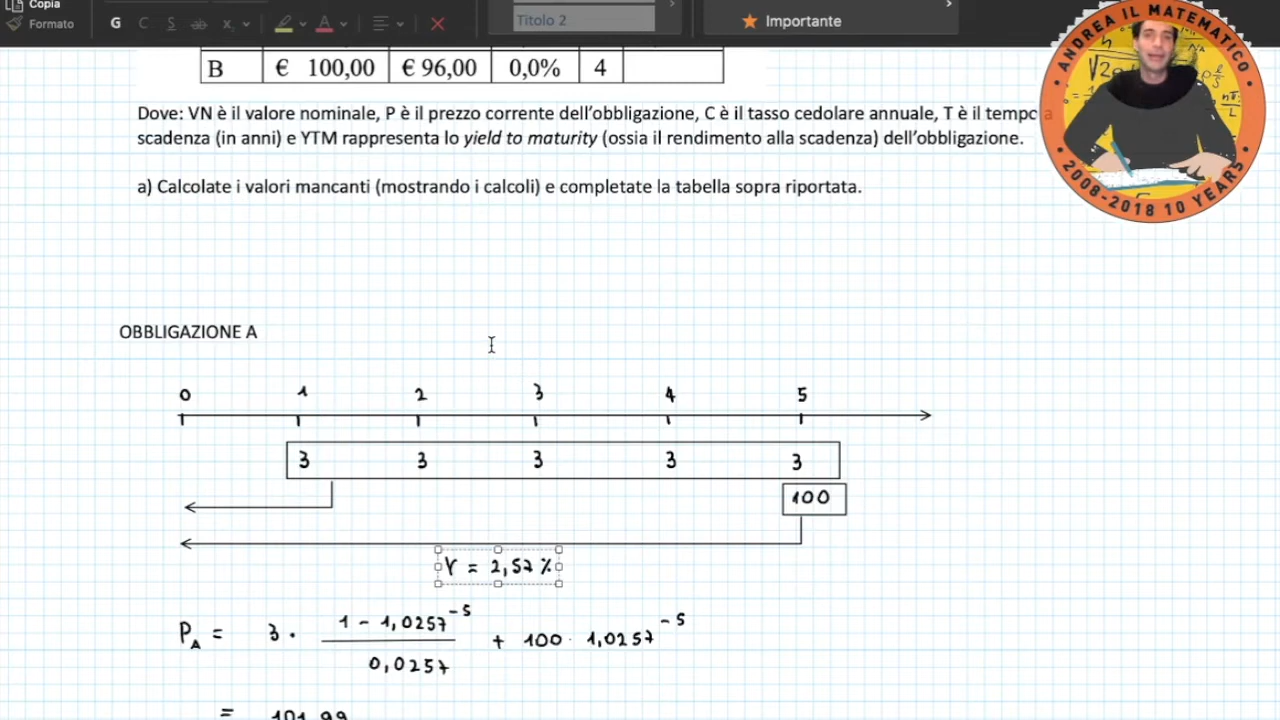 Copia
Formato
G C S ab x
A
Titolo 2
Importante
B € 100,00 € 96,00 0,0% 4
Dove: VN è il valore nominale, P è il prezzo corrente dell'obbligazione, C è il tasso cedolare annuale, T è il tempo a
scadenza (in anni) e YTM rappresenta lo yield to maturity (ossia il rendimento alla scadenza) dell'obbligazione.
a) Calcolate i valori mancanti (mostrando i calcoli) e completate la tabella sopra riportata.
OBBLIGAZIONE A
0 1 2 3 4 5
3 3 3 3 3
100
r = 2,57 %
P_A = 3 · (1 - 1,0257^-5) / 0,0257 + 100 · 1,0257^-5
= 101,99
ANDREA IL MATEMATICO
2008-2018 10 YEARS